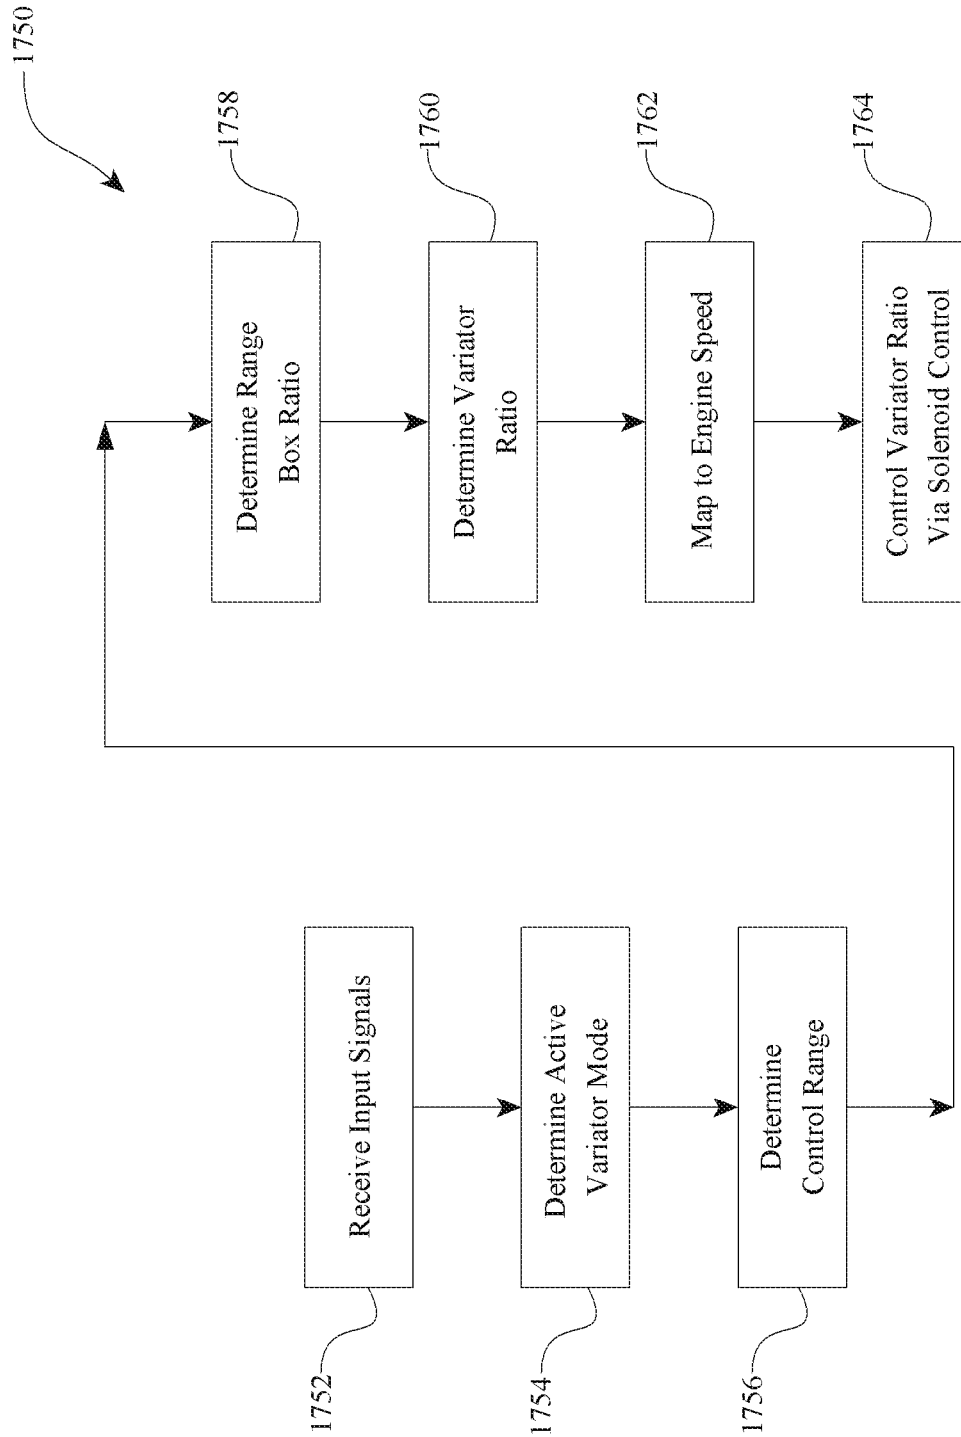 1750
1752
Receive Input Signals
1754
Determine Active
Variator Mode
1756
Determine
Control Range
1758
Determine Range
Box Ratio
1760
Determine Variator
Ratio
1762
Map to Engine Speed
1764
Control Variator Ratio
Via Solenoid Control